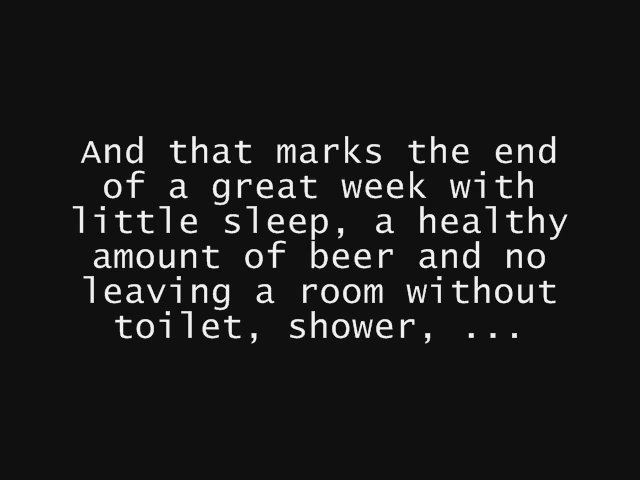 And that marks the end
of a great week with
little sleep, a healthy
amount of beer and no
leaving a room without
toilet, shower, ...